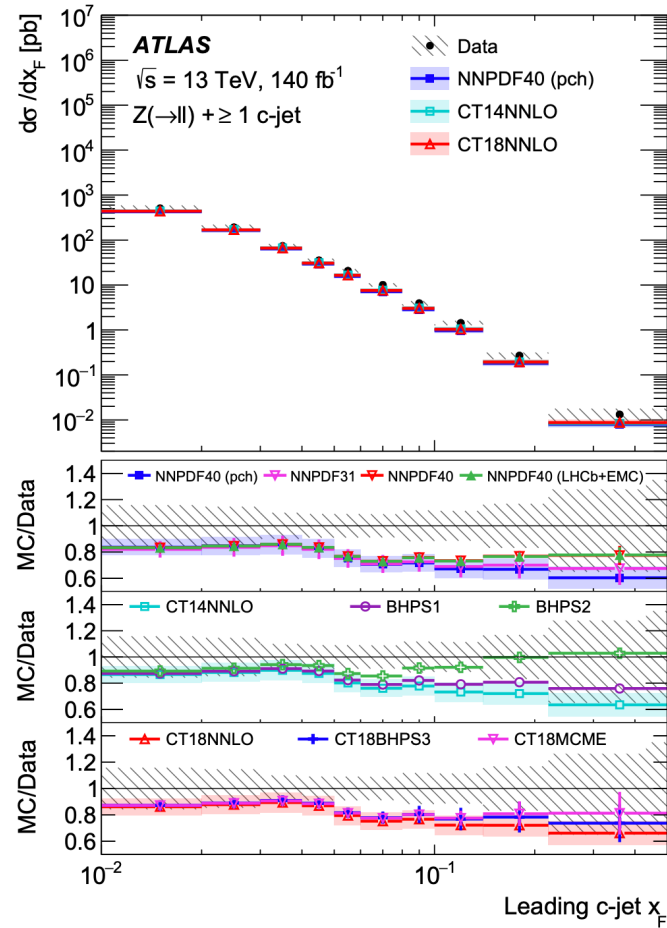 dσ/dx_F [pb]
10^7
10^6
10^5
10^4
10^3
10^2
10
1
10^−1
10^−2
ATLAS
√s = 13 TeV, 140 fb^-1
Z(→ll) + ≥ 1 c-jet
Data
NNPDF40 (pch)
CT14NNLO
CT18NNLO
MC/Data
1.4
1.2
1
0.8
0.6
NNPDF40 (pch) NNPDF31 NNPDF40 NNPDF40 (LHCb+EMC)
MC/Data
1.4
1.2
1
0.8
0.6
CT14NNLO BHPS1 BHPS2
MC/Data
1.4
1.2
1
0.8
0.6
CT18NNLO CT18BHPS3 CT18MCME
10^−2 10^−1
Leading c-jet x_F